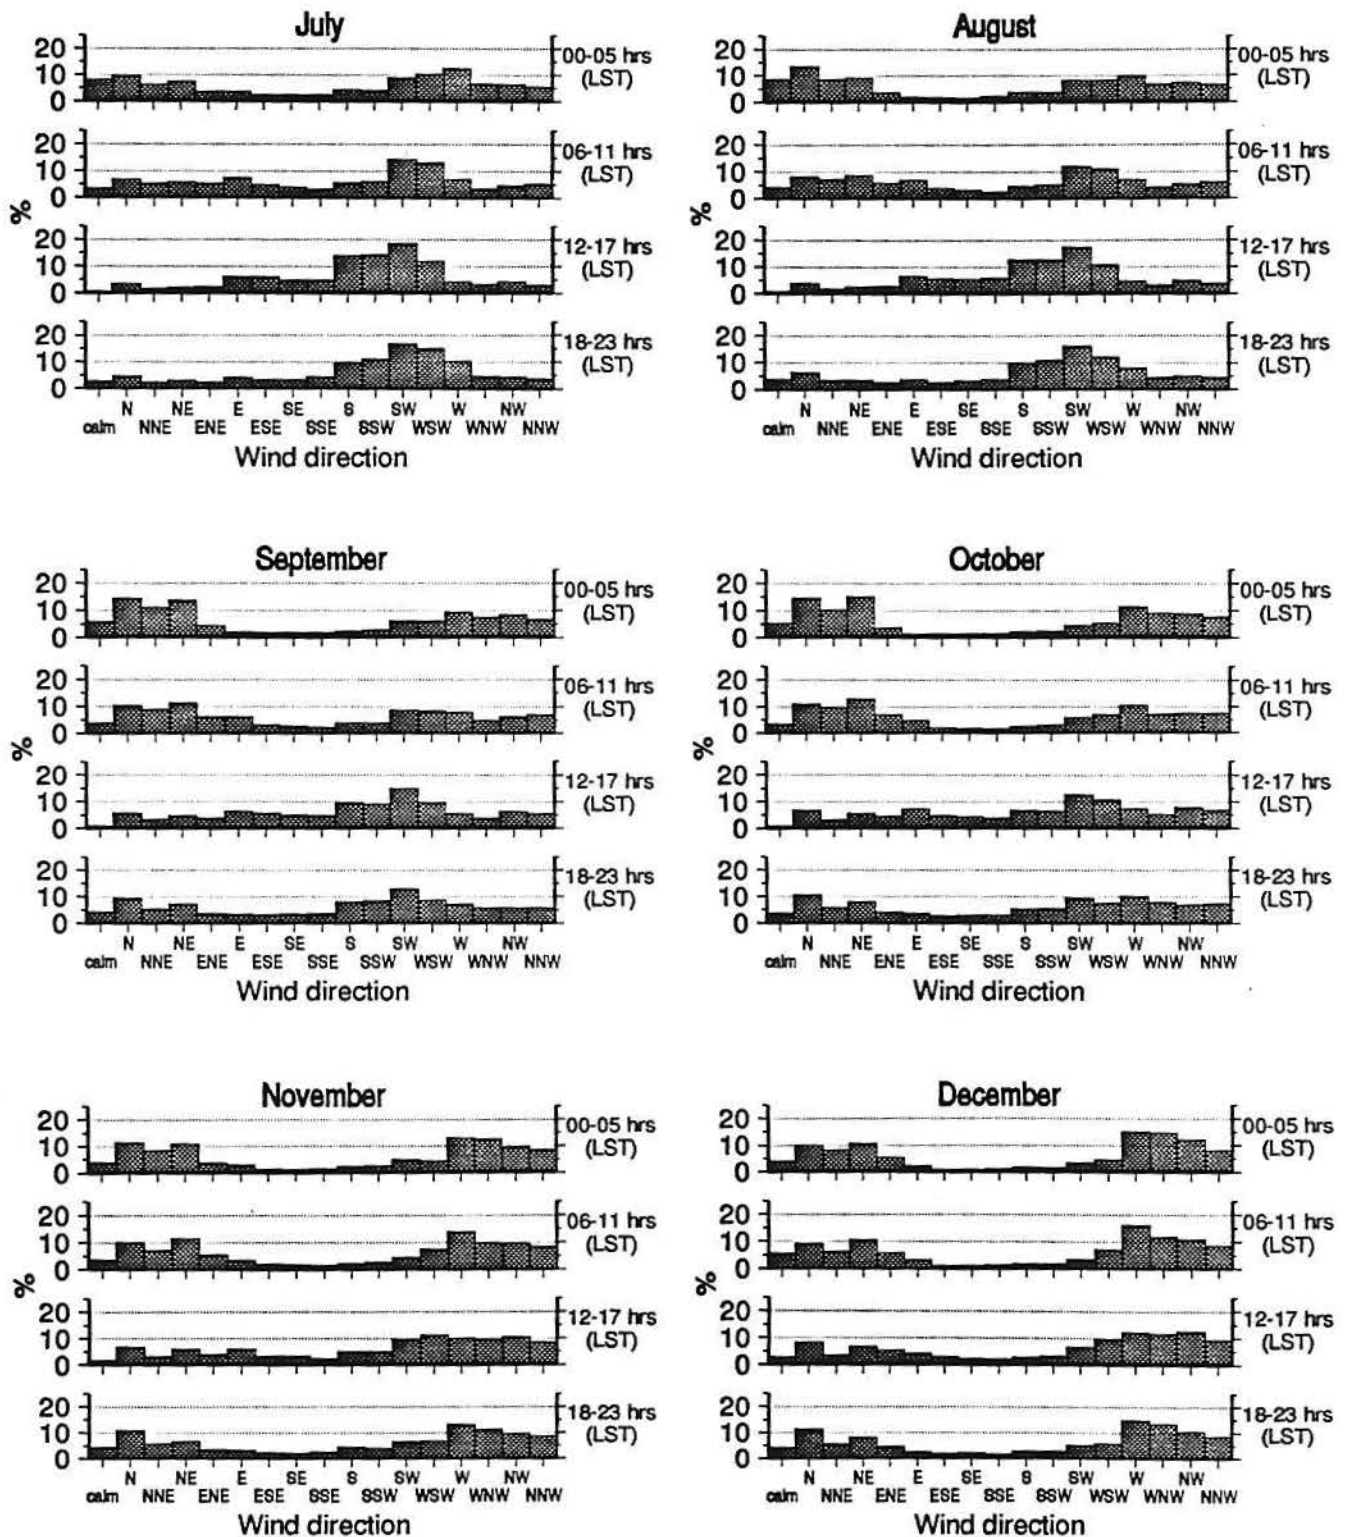 July
20
10
0
00-05 hrs
(LST)
20
10
0
06-11 hrs
(LST)
%
20
10
0
12-17 hrs
(LST)
20
10
0
18-23 hrs
(LST)
N NE E SE S SW W NW
calm NNE ENE ESE SSE SSW WSW WNW NNW
Wind direction
August
20
10
0
00-05 hrs
(LST)
20
10
0
06-11 hrs
(LST)
%
20
10
0
12-17 hrs
(LST)
20
10
0
18-23 hrs
(LST)
N NE E SE S SW W NW
calm NNE ENE ESE SSE SSW WSW WNW NNW
Wind direction
September
20
10
0
00-05 hrs
(LST)
20
10
0
06-11 hrs
(LST)
%
20
10
0
12-17 hrs
(LST)
20
10
0
18-23 hrs
(LST)
N NE E SE S SW W NW
calm NNE ENE ESE SSE SSW WSW WNW NNW
Wind direction
October
20
10
0
00-05 hrs
(LST)
20
10
0
06-11 hrs
(LST)
%
20
10
0
12-17 hrs
(LST)
20
10
0
18-23 hrs
(LST)
N NE E SE S SW W NW
calm NNE ENE ESE SSE SSW WSW WNW NNW
Wind direction
November
20
10
0
00-05 hrs
(LST)
20
10
0
06-11 hrs
(LST)
%
20
10
0
12-17 hrs
(LST)
20
10
0
18-23 hrs
(LST)
N NE E SE S SW W NW
calm NNE ENE ESE SSE SSW WSW WNW NNW
Wind direction
December
20
10
0
00-05 hrs
(LST)
20
10
0
06-11 hrs
(LST)
%
20
10
0
12-17 hrs
(LST)
20
10
0
18-23 hrs
(LST)
N NE E SE S SW W NW
calm NNE ENE ESE SSE SSW WSW WNW NNW
Wind direction